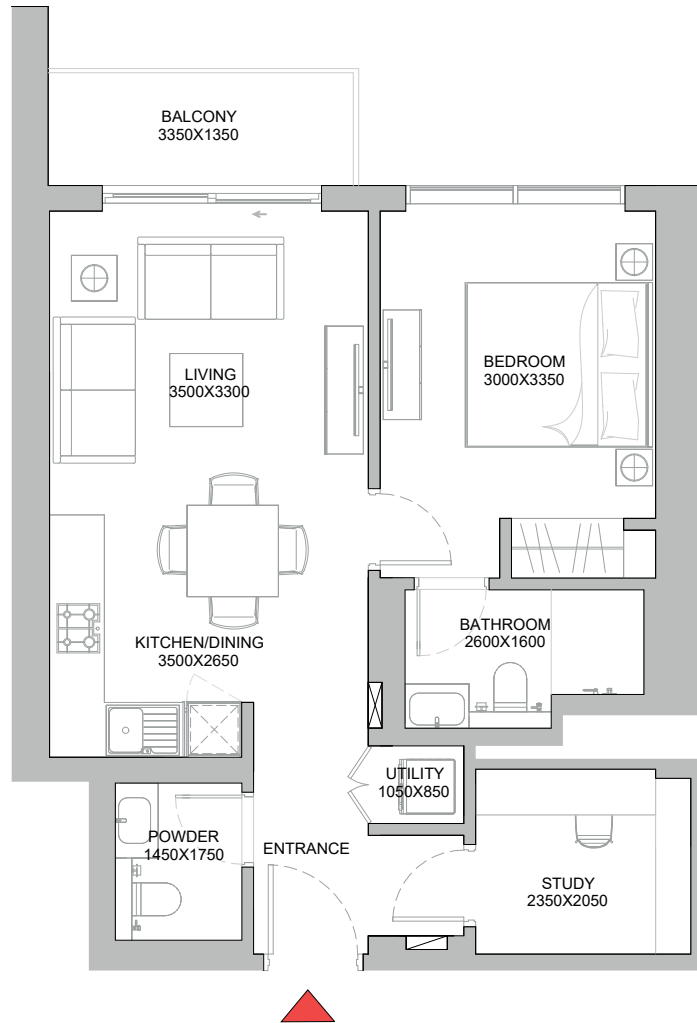 BALCONY
3350X1350
LIVING
3500X3300
BEDROOM
3000X3350
KITCHEN/DINING
3500X2650
BATHROOM
2600X1600
UTILITY
1050X850
POWDER
1450X1750
ENTRANCE
STUDY
2350X2050